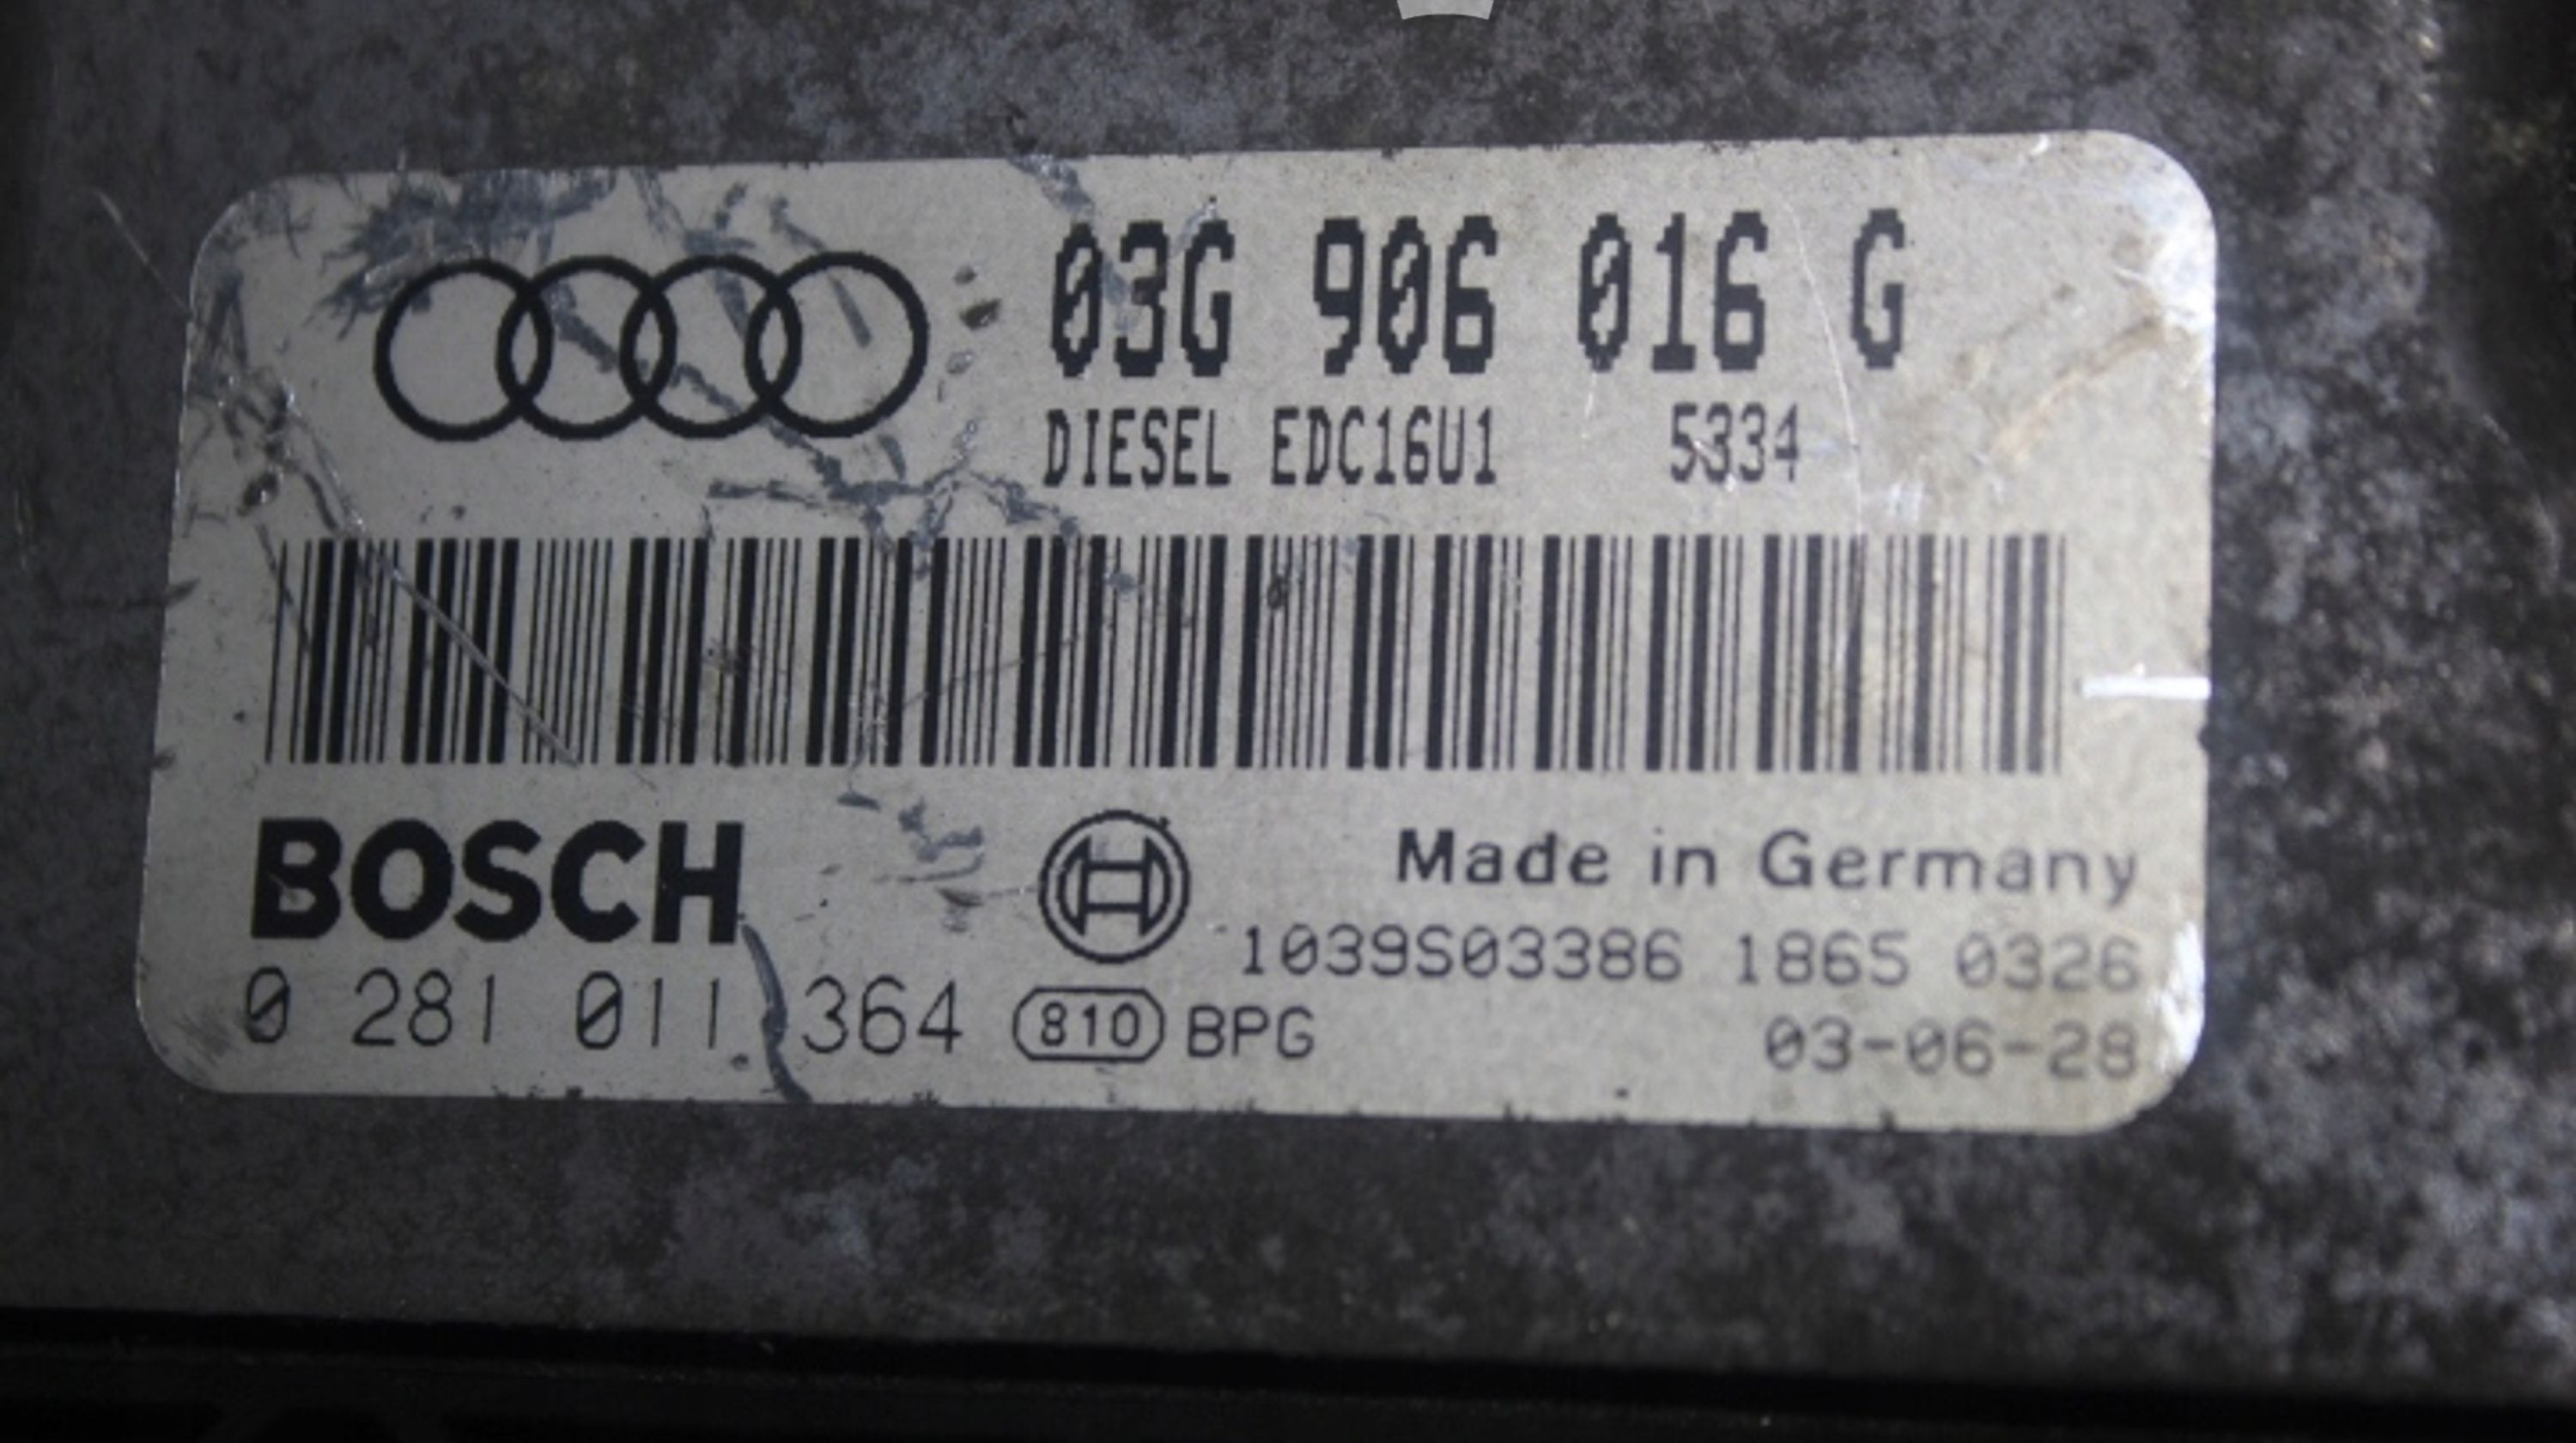 03G 906 016 G
DIESEL EDC16U1 5334
BOSCH
Made in Germany
1039S03386 1865 0326
0 281 011 364 810 BPG
03-06-28